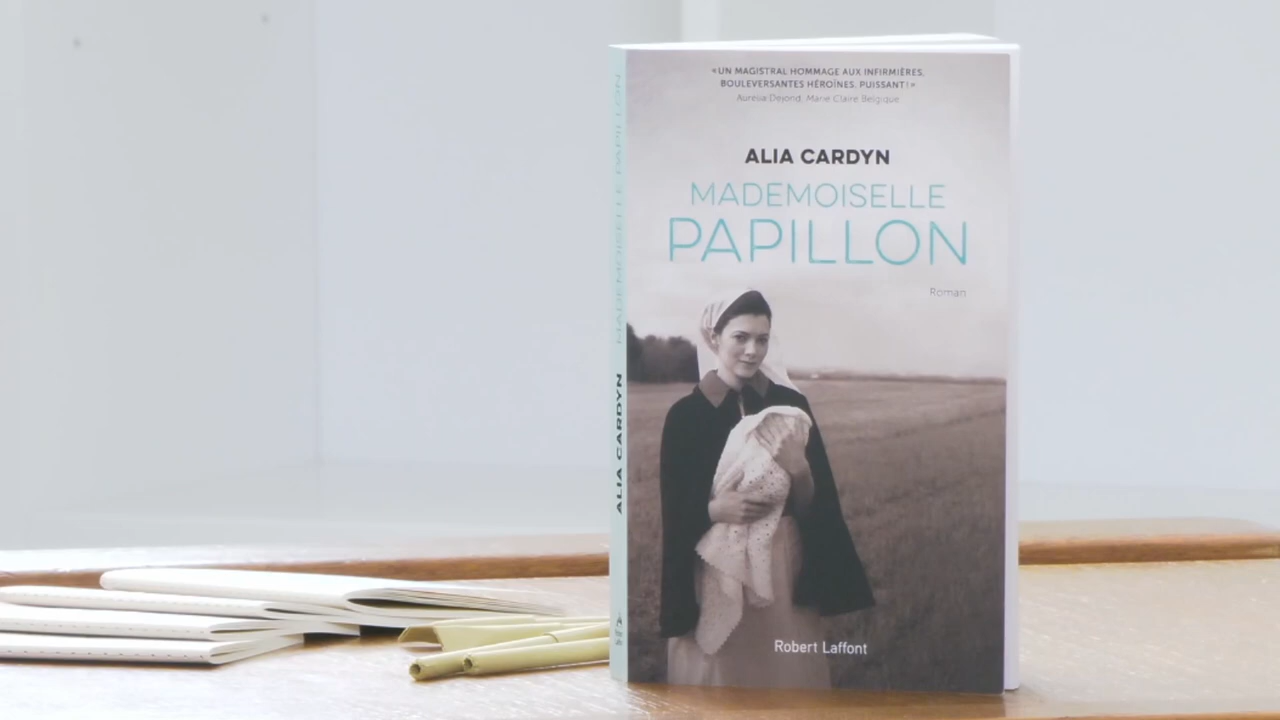 «UN MAGISTRAL HOMMAGE AUX INFIRMIÈRES,
BOULEVERSANTES HÉROÏNES. PUISSANT!»
Aurélia Dejond, Marie Claire Belgique
ALIA CARDYN
MADEMOISELLE
PAPILLON
Roman
Robert Laffont
ALIA CARDYN MADEMOISELLE PAPILLON